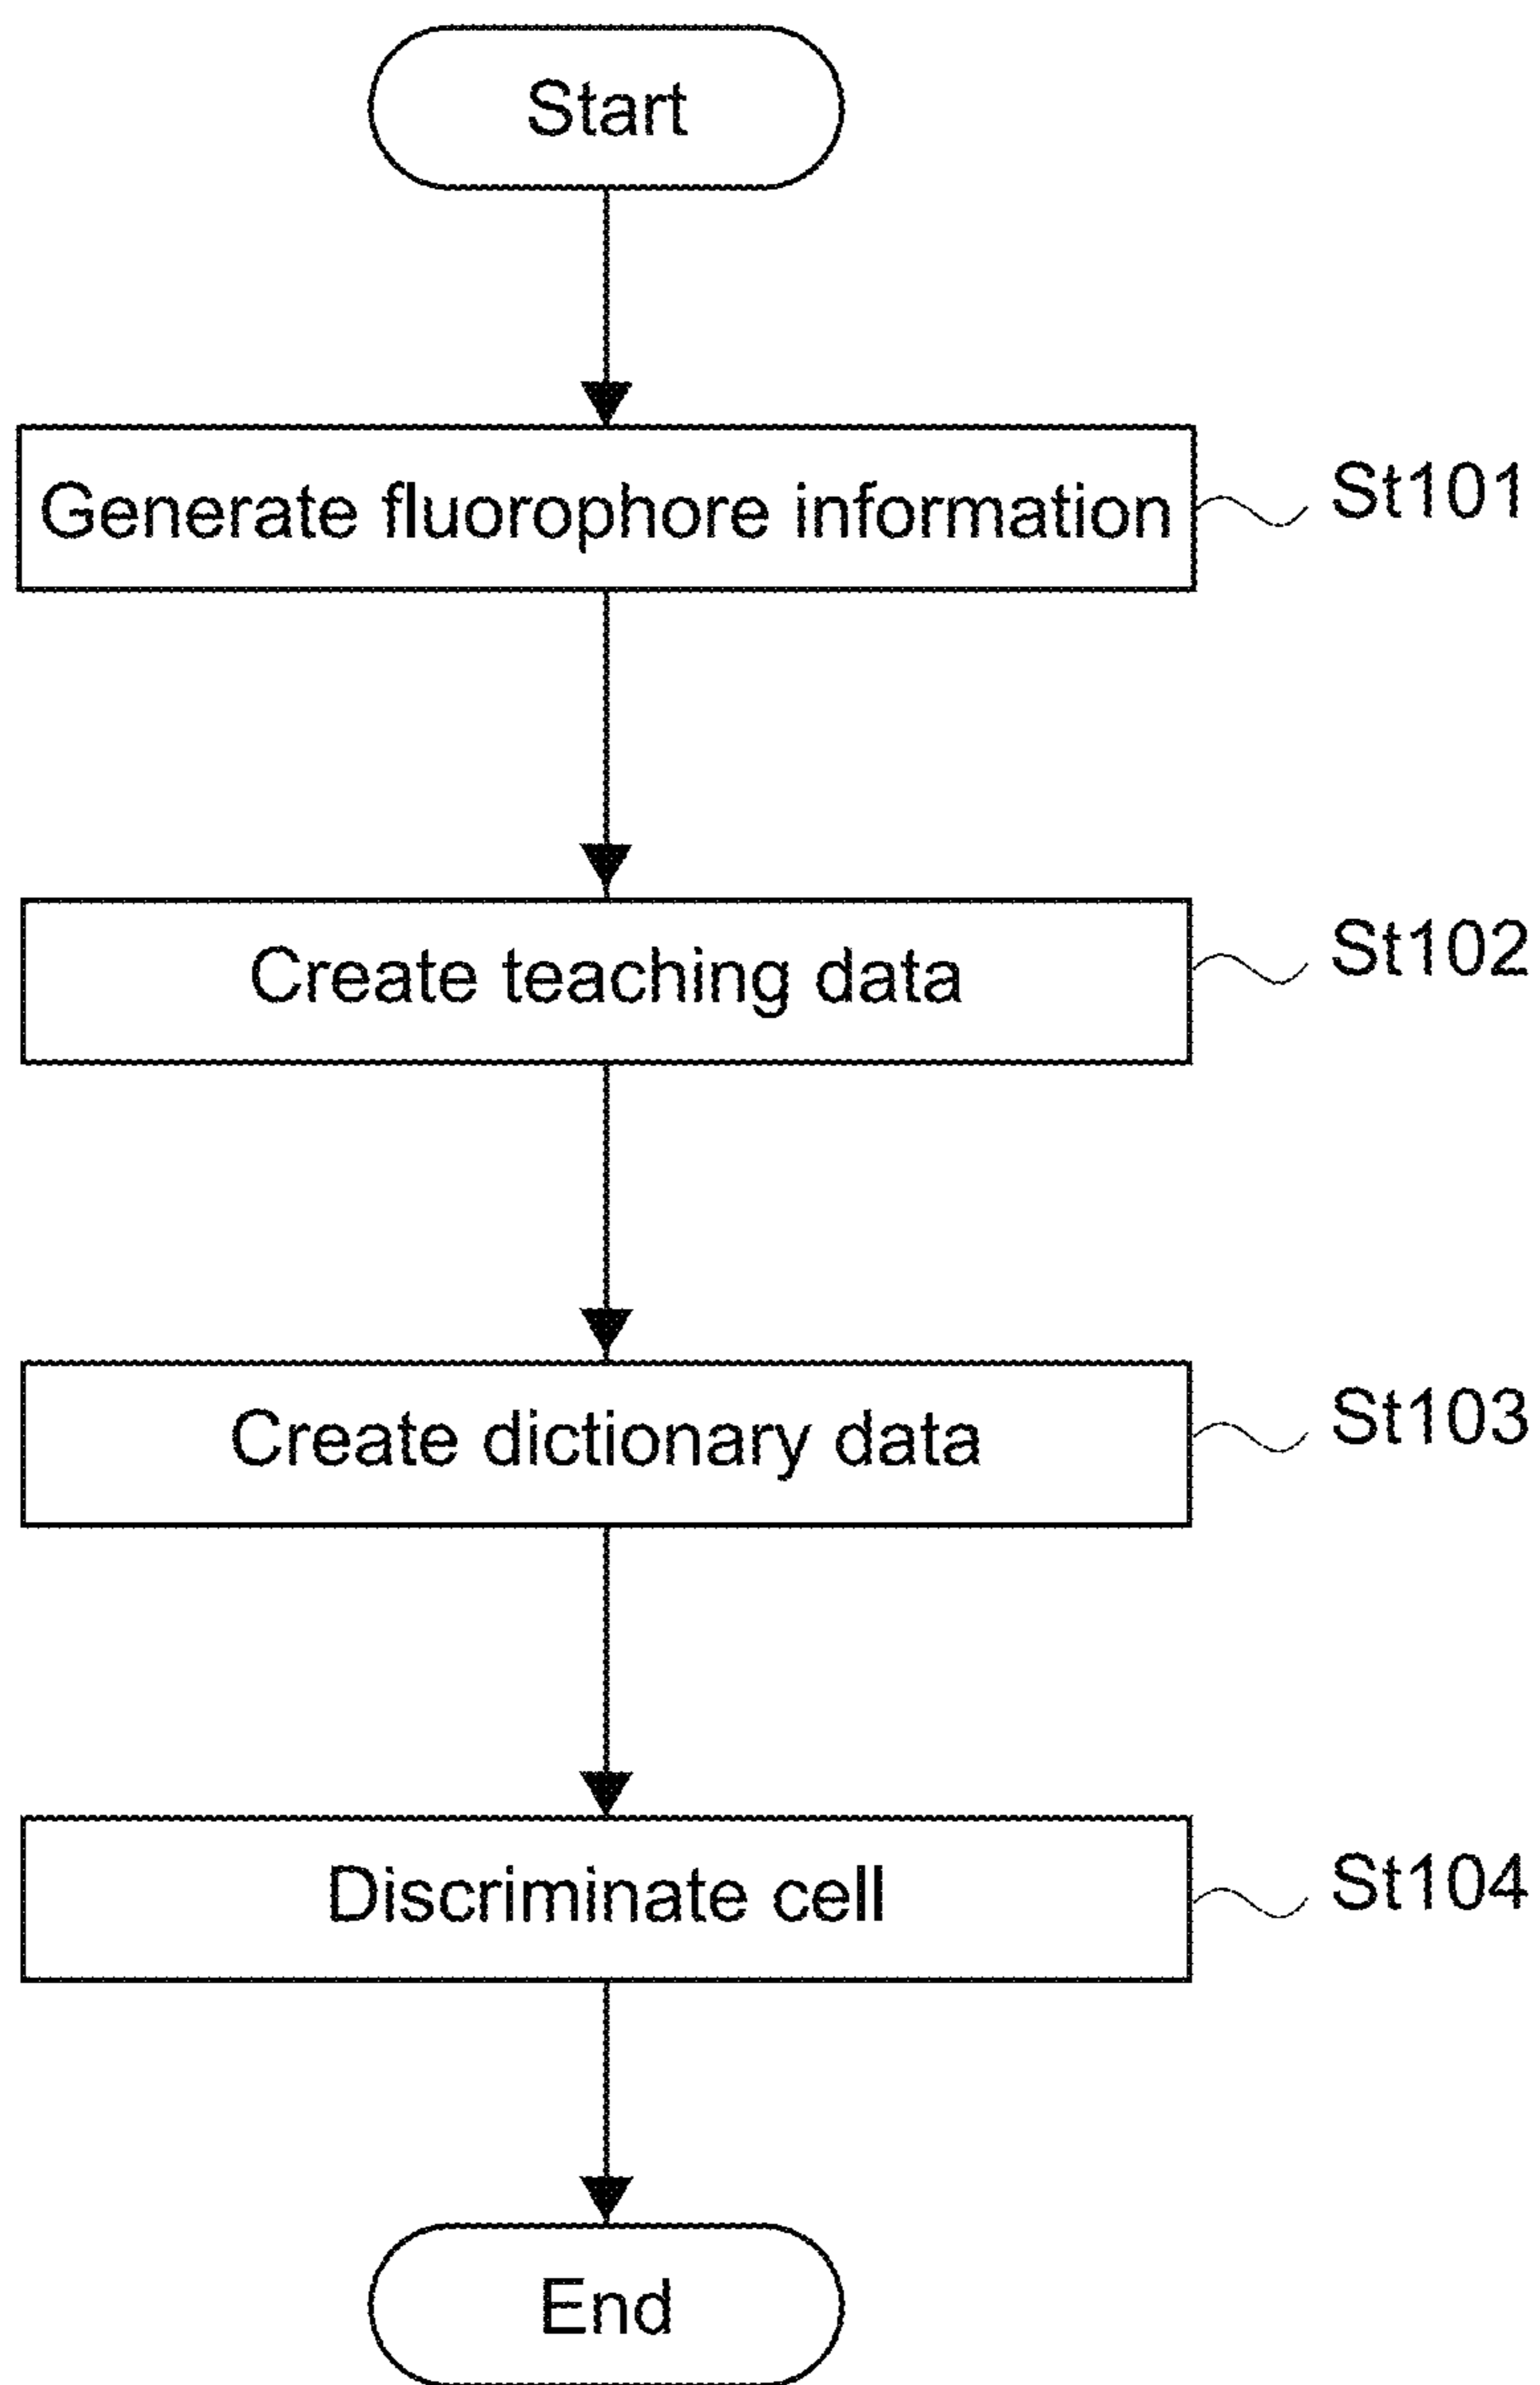 Start
Generate fluorophore information
St101
Create teaching data
St102
Create dictionary data
St103
Discriminate cell
St104
End